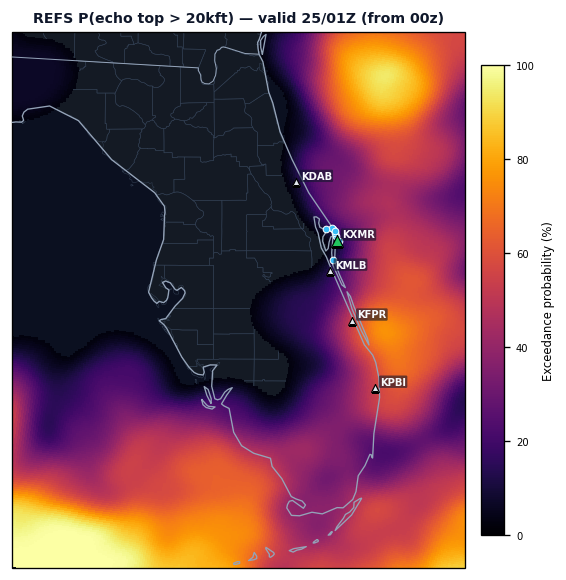 REFS P(echo top > 20kft) — valid 25/01Z (from 00z)
KDAB
KXMR
KMLB
KFPR
KPBI
100
80
60
40
20
0
Exceedance probability (%)